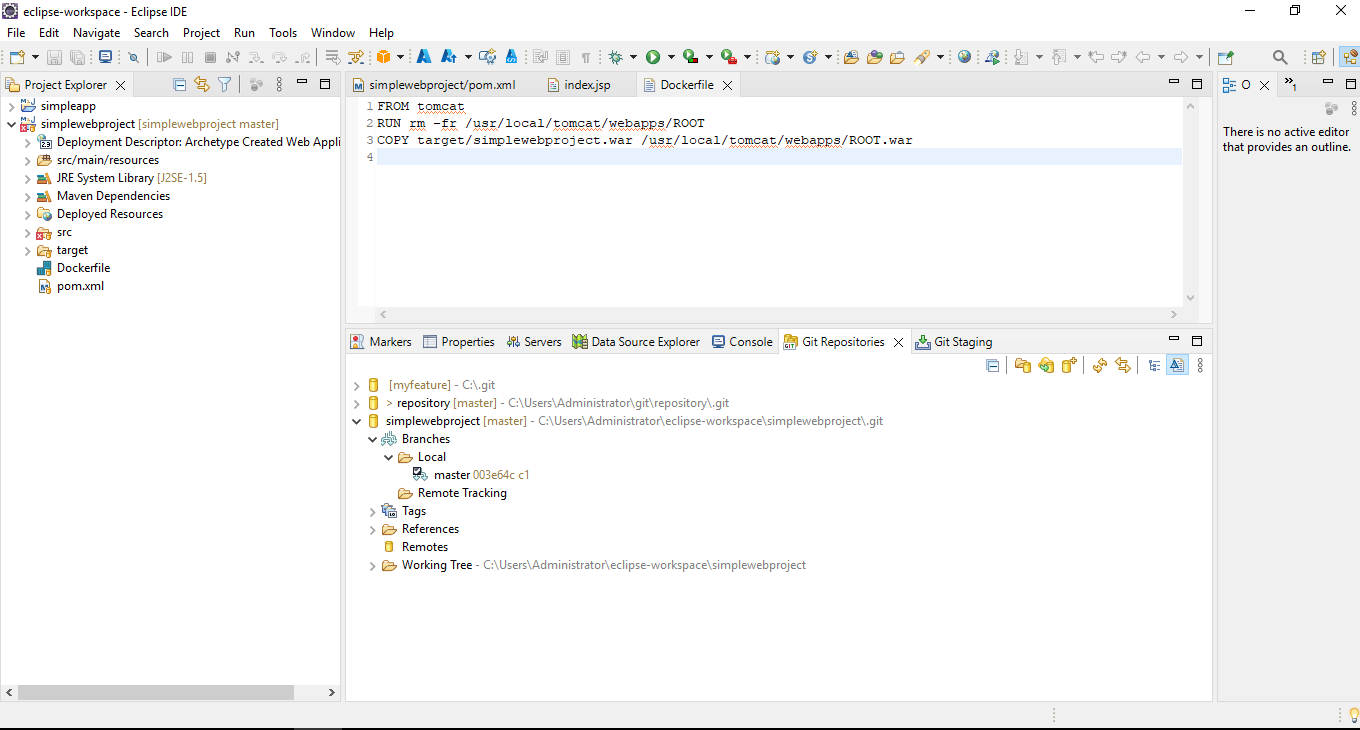 eclipse-workspace - Eclipse IDE
File Edit Navigate Search Project Run Tools Window Help
Project Explorer
simpleapp
simplewebproject [simplewebproject master]
Deployment Descriptor: Archetype Created Web Appli
src/main/resources
JRE System Library [J2SE-1.5]
Maven Dependencies
Deployed Resources
src
target
Dockerfile
pom.xml
simplewebproject/pom.xml index.jsp Dockerfile
1 FROM tomcat
2 RUN rm -fr /usr/local/tomcat/webapps/ROOT
3 COPY target/simplewebproject.war /usr/local/tomcat/webapps/ROOT.war
4
Markers Properties Servers Data Source Explorer Console Git Repositories Git Staging
[myfeature] - C:\.git
> repository [master] - C:\Users\Administrator\git\repository\.git
simplewebproject [master] - C:\Users\Administrator\eclipse-workspace\simplewebproject\.git
Branches
Local
master 003e64c c1
Remote Tracking
Tags
References
Remotes
Working Tree - C:\Users\Administrator\eclipse-workspace\simplewebproject
O
»1
There is no active editor
that provides an outline.